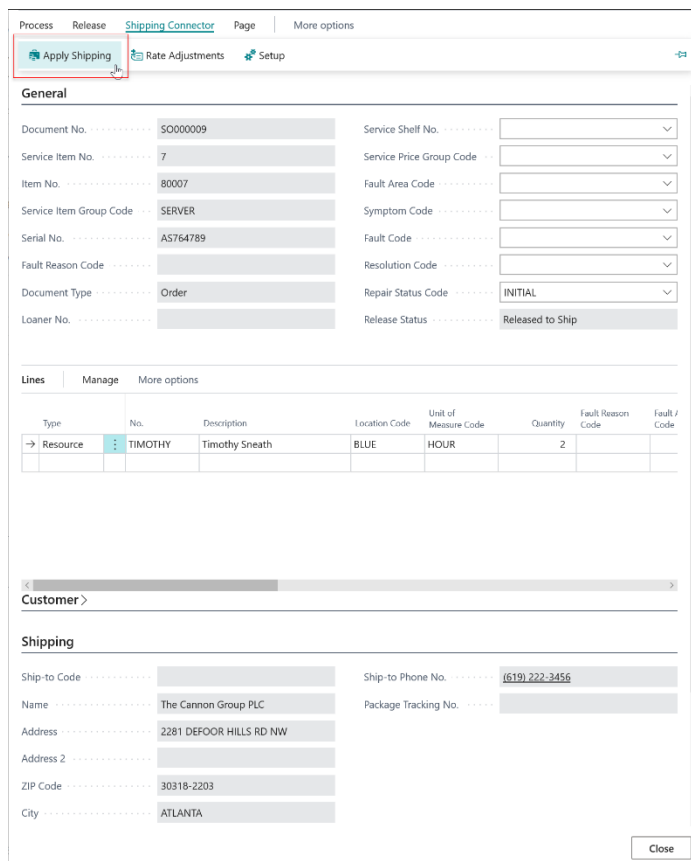 Process Release Shipping Connector Page More options
Apply Shipping Rate Adjustments Setup
General
Document No. SO000009 Service Shelf No.
Service Item No. 7 Service Price Group Code
Item No. 80007 Fault Area Code
Service Item Group Code SERVER Symptom Code
Serial No. AS764789 Fault Code
Fault Reason Code Resolution Code
Document Type Order Repair Status Code INITIAL
Loaner No. Release Status Released to Ship
Lines Manage More options
Type No. Description Location Code Unit of Measure Code Quantity Fault Reason Code Fault A Code
Resource TIMOTHY Timothy Sneath BLUE HOUR 2
Customer
Shipping
Ship-to Code Ship-to Phone No. (619) 222-3456
Name The Cannon Group PLC Package Tracking No.
Address 2281 DEFOOR HILLS RD NW
Address 2
ZIP Code 30318-2203
City ATLANTA
Close